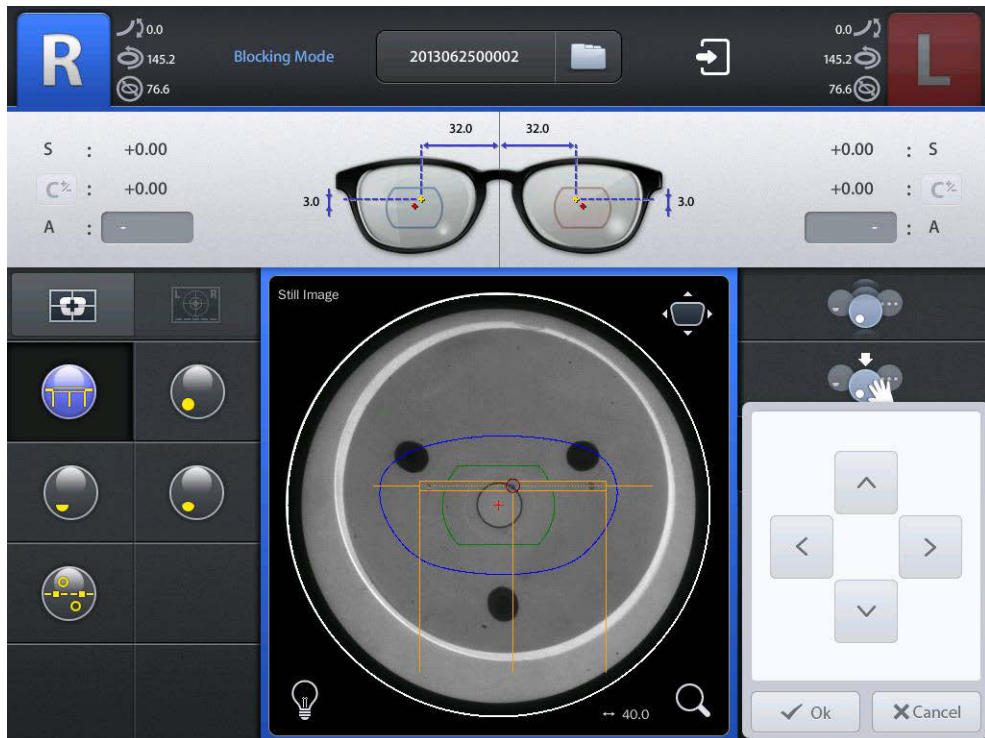 R
0.0
145.2
76.6
Blocking Mode
2013062500002
0.0
145.2
76.6
L
S : +0.00
C+/- : +0.00
A : -
32.0 32.0
3.0
3.0
+0.00 : S
+0.00 : C+/-
- : A
L R
Still Image
↔ 40.0
Ok
Cancel